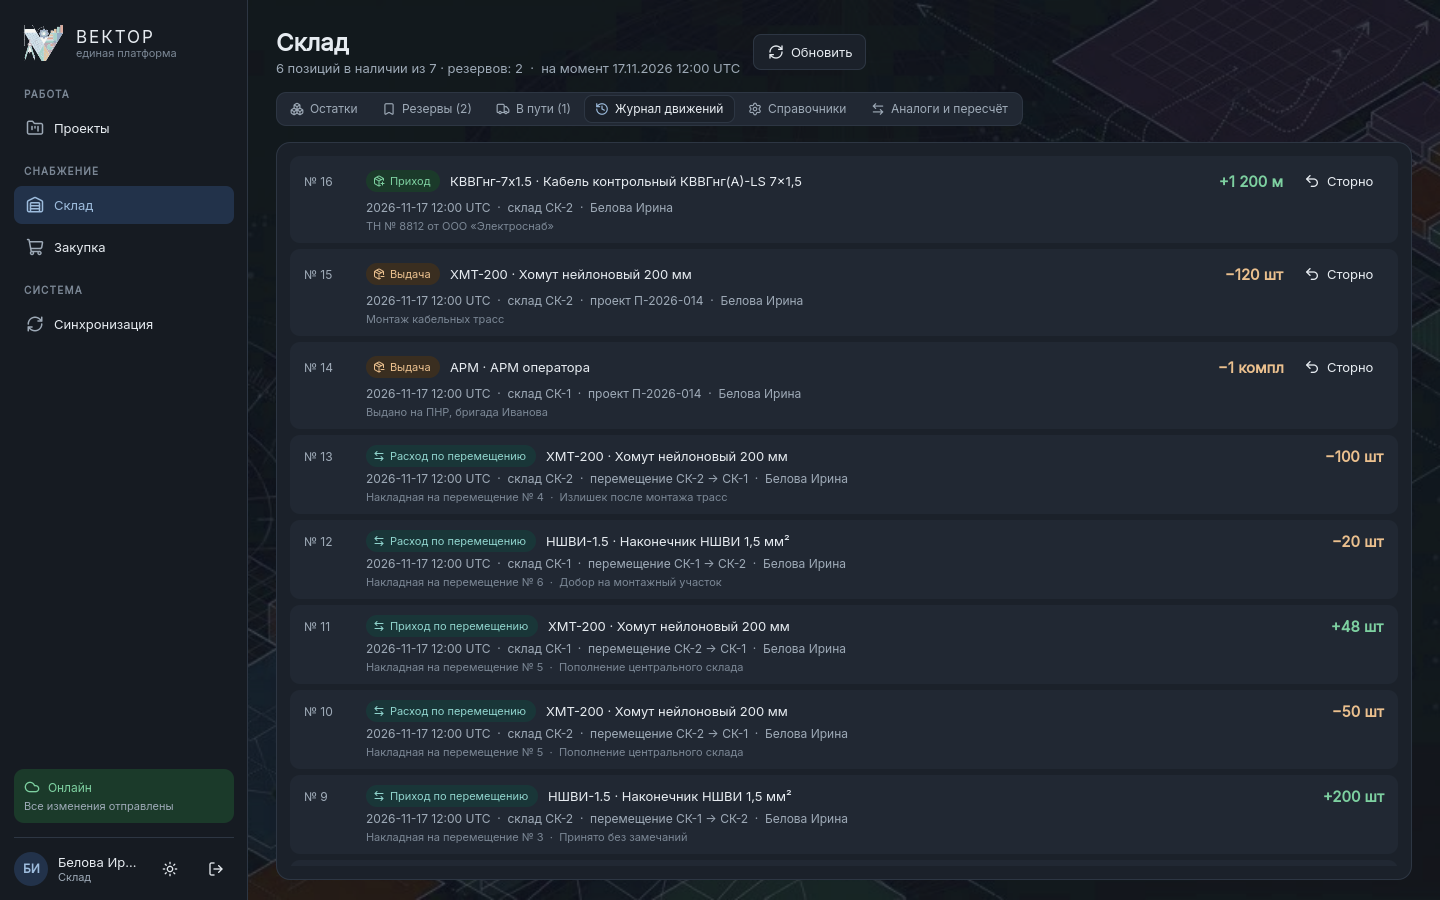 ВЕКТОР
единая платформа
РАБОТА
Проекты
СНАБЖЕНИЕ
Склад
Закупка
СИСТЕМА
Синхронизация
Онлайн
Все изменения отправлены
БИ
Белова Ир...
Склад
Склад
6 позиций в наличии из 7 · резервов: 2 · на момент 17.11.2026 12:00 UTC
Обновить
Остатки
Резервы (2)
В пути (1)
Журнал движений
Справочники
Аналоги и пересчёт
№ 16 Приход КВВГнг-7х1.5 · Кабель контрольный КВВГнг(А)-LS 7×1,5 +1 200 м Сторно
2026-11-17 12:00 UTC · склад СК-2 · Белова Ирина
ТН № 8812 от ООО «Электроснаб»
№ 15 Выдача ХМТ-200 · Хомут нейлоновый 200 мм −120 шт Сторно
2026-11-17 12:00 UTC · склад СК-2 · проект П-2026-014 · Белова Ирина
Монтаж кабельных трасс
№ 14 Выдача АРМ · АРМ оператора −1 компл Сторно
2026-11-17 12:00 UTC · склад СК-1 · проект П-2026-014 · Белова Ирина
Выдано на ПНР, бригада Иванова
№ 13 Расход по перемещению ХМТ-200 · Хомут нейлоновый 200 мм −100 шт
2026-11-17 12:00 UTC · склад СК-2 · перемещение СК-2 → СК-1 · Белова Ирина
Накладная на перемещение № 4 · Излишек после монтажа трасс
№ 12 Расход по перемещению НШВИ-1.5 · Наконечник НШВИ 1,5 мм² −20 шт
2026-11-17 12:00 UTC · склад СК-1 · перемещение СК-1 → СК-2 · Белова Ирина
Накладная на перемещение № 6 · Добор на монтажный участок
№ 11 Приход по перемещению ХМТ-200 · Хомут нейлоновый 200 мм +48 шт
2026-11-17 12:00 UTC · склад СК-1 · перемещение СК-2 → СК-1 · Белова Ирина
Накладная на перемещение № 5 · Пополнение центрального склада
№ 10 Расход по перемещению ХМТ-200 · Хомут нейлоновый 200 мм −50 шт
2026-11-17 12:00 UTC · склад СК-2 · перемещение СК-2 → СК-1 · Белова Ирина
Накладная на перемещение № 5 · Пополнение центрального склада
№ 9 Приход по перемещению НШВИ-1.5 · Наконечник НШВИ 1,5 мм² +200 шт
2026-11-17 12:00 UTC · склад СК-2 · перемещение СК-1 → СК-2 · Белова Ирина
Накладная на перемещение № 3 · Принято без замечаний